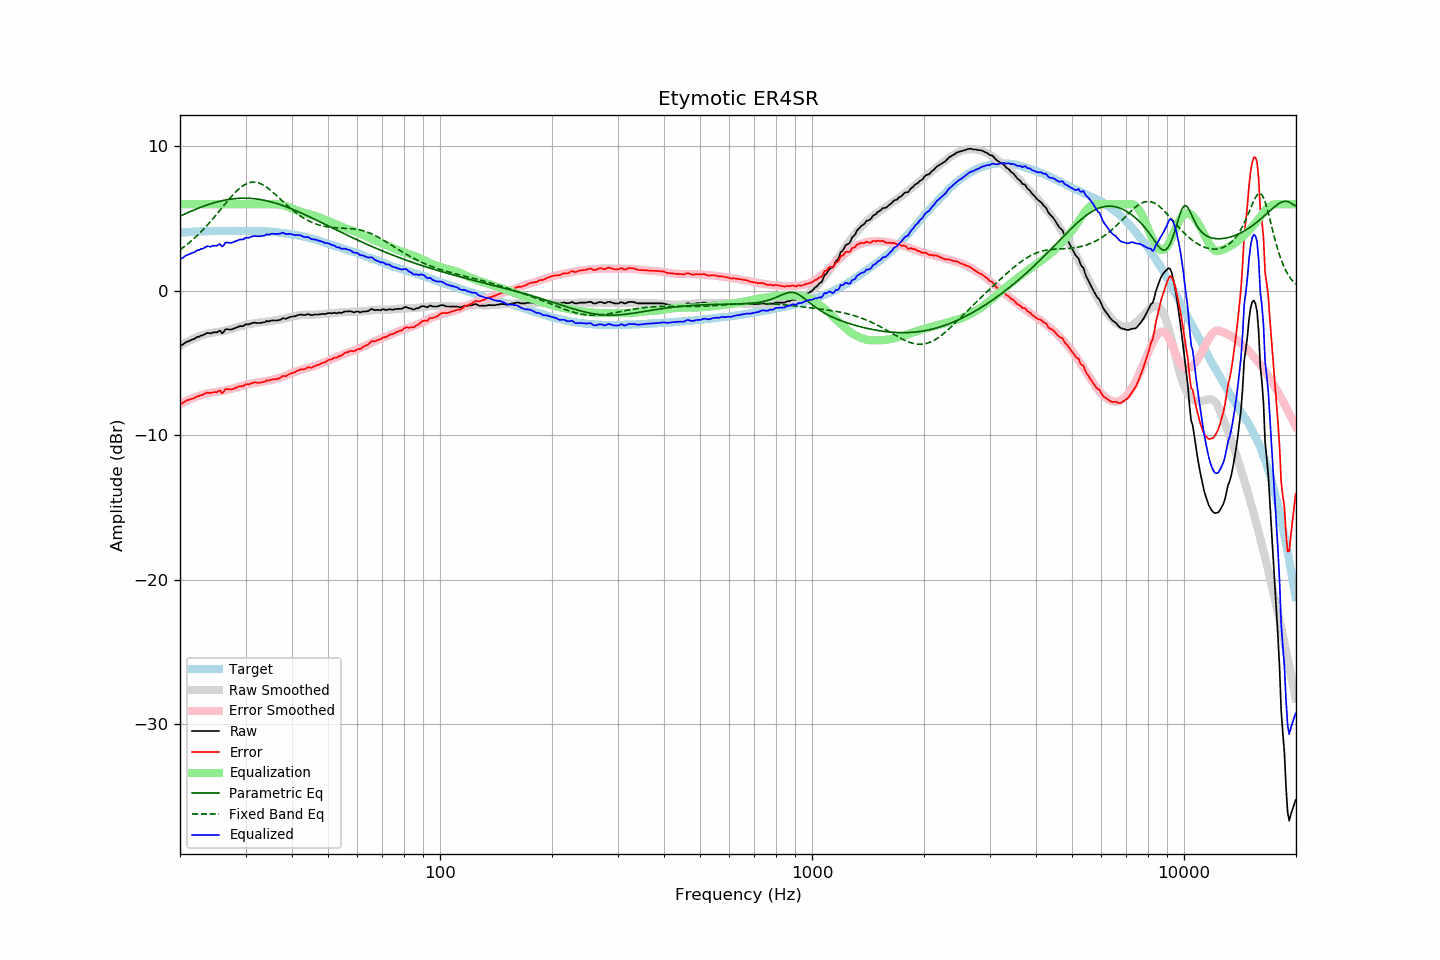 Etymotic ER4SR
10
0
−10
−20
−30
Amplitude (dBr)
Target
Raw Smoothed
Error Smoothed
Raw
Error
Equalization
Parametric Eq
Fixed Band Eq
Equalized
100
1000
10000
Frequency (Hz)